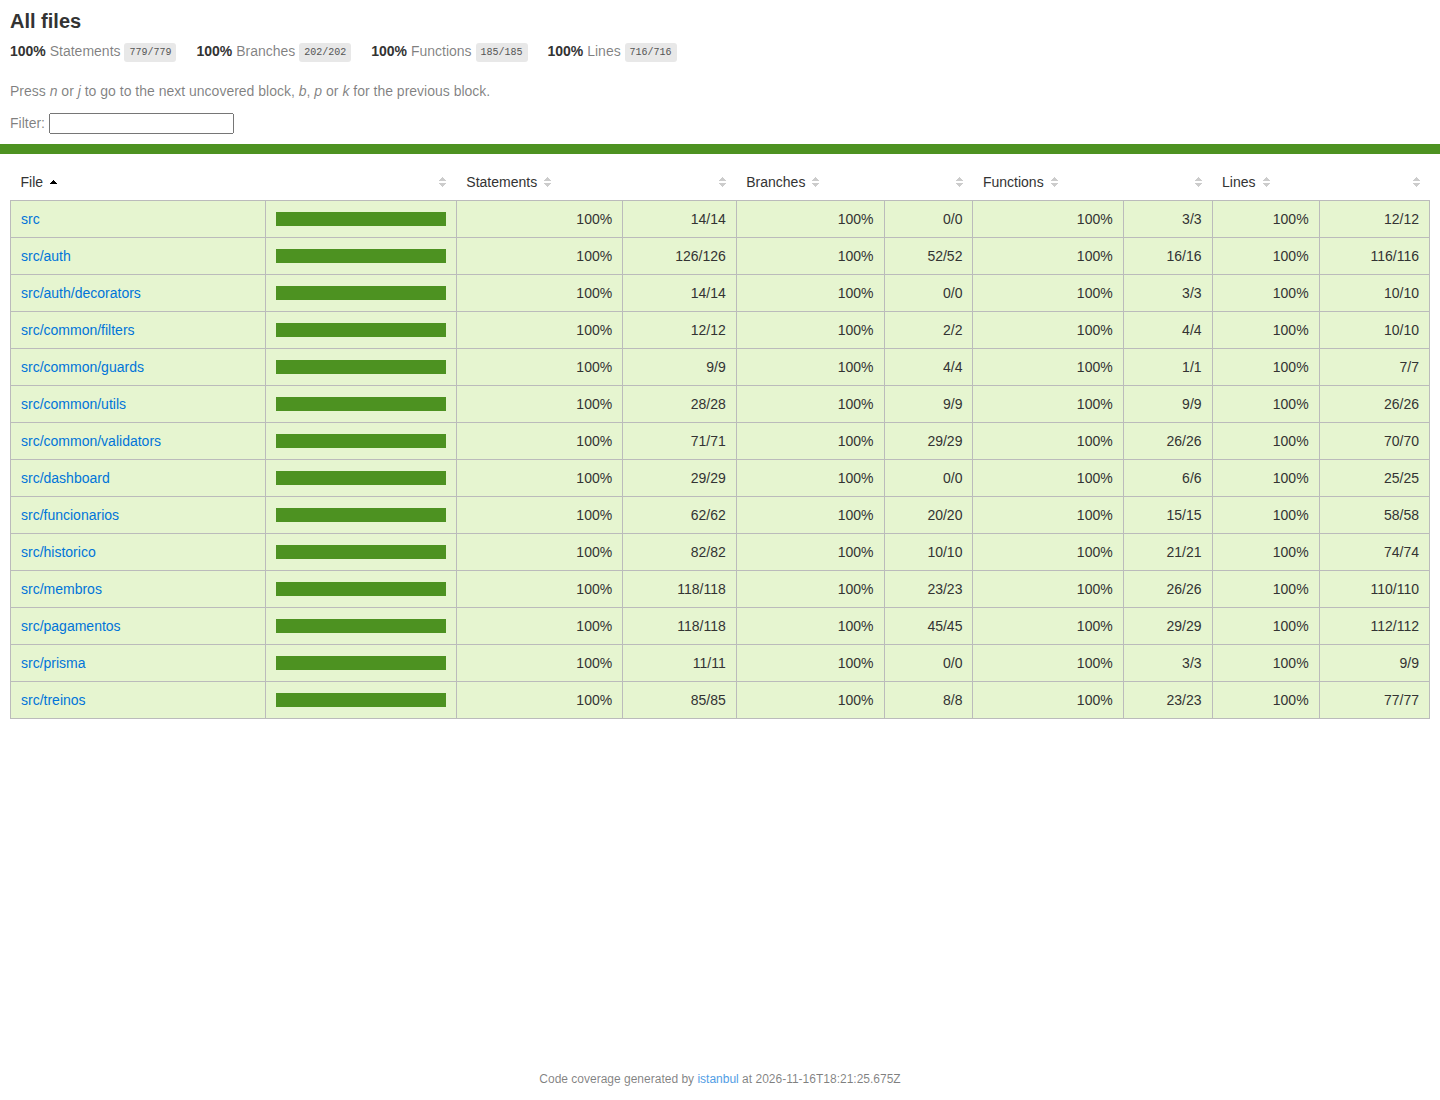 All files
100% Statements 779/779 100% Branches 202/202 100% Functions 185/185 100% Lines 716/716
Press n or j to go to the next uncovered block, b, p or k for the previous block.
Filter:
File Statements Branches Functions Lines
src 100% 14/14 100% 0/0 100% 3/3 100% 12/12
src/auth 100% 126/126 100% 52/52 100% 16/16 100% 116/116
src/auth/decorators 100% 14/14 100% 0/0 100% 3/3 100% 10/10
src/common/filters 100% 12/12 100% 2/2 100% 4/4 100% 10/10
src/common/guards 100% 9/9 100% 4/4 100% 1/1 100% 7/7
src/common/utils 100% 28/28 100% 9/9 100% 9/9 100% 26/26
src/common/validators 100% 71/71 100% 29/29 100% 26/26 100% 70/70
src/dashboard 100% 29/29 100% 0/0 100% 6/6 100% 25/25
src/funcionarios 100% 62/62 100% 20/20 100% 15/15 100% 58/58
src/historico 100% 82/82 100% 10/10 100% 21/21 100% 74/74
src/membros 100% 118/118 100% 23/23 100% 26/26 100% 110/110
src/pagamentos 100% 118/118 100% 45/45 100% 29/29 100% 112/112
src/prisma 100% 11/11 100% 0/0 100% 3/3 100% 9/9
src/treinos 100% 85/85 100% 8/8 100% 23/23 100% 77/77
Code coverage generated by istanbul at 2026-11-16T18:21:25.675Z